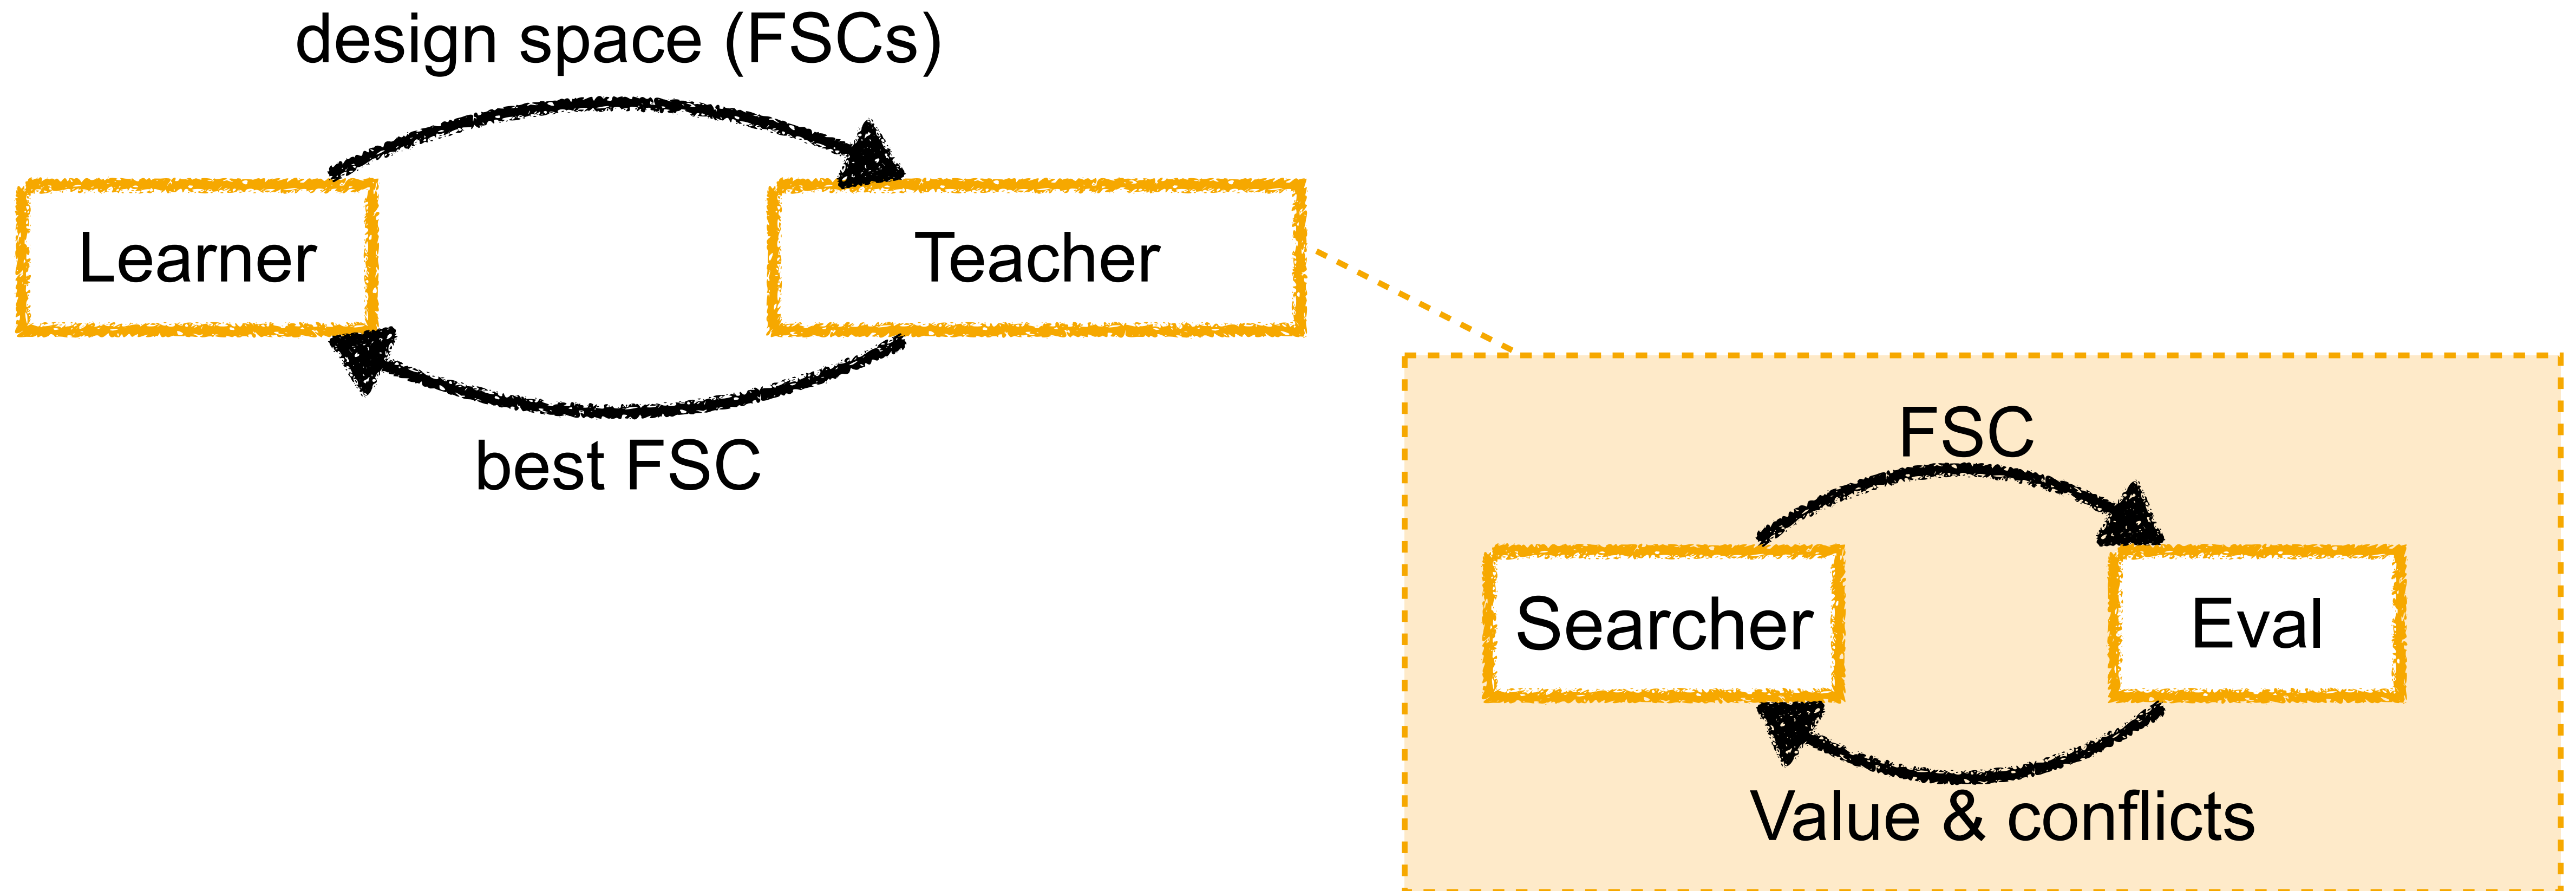 design space (FSCs)
Learner
Teacher
best FSC
FSC
Searcher
Eval
Value & conflicts